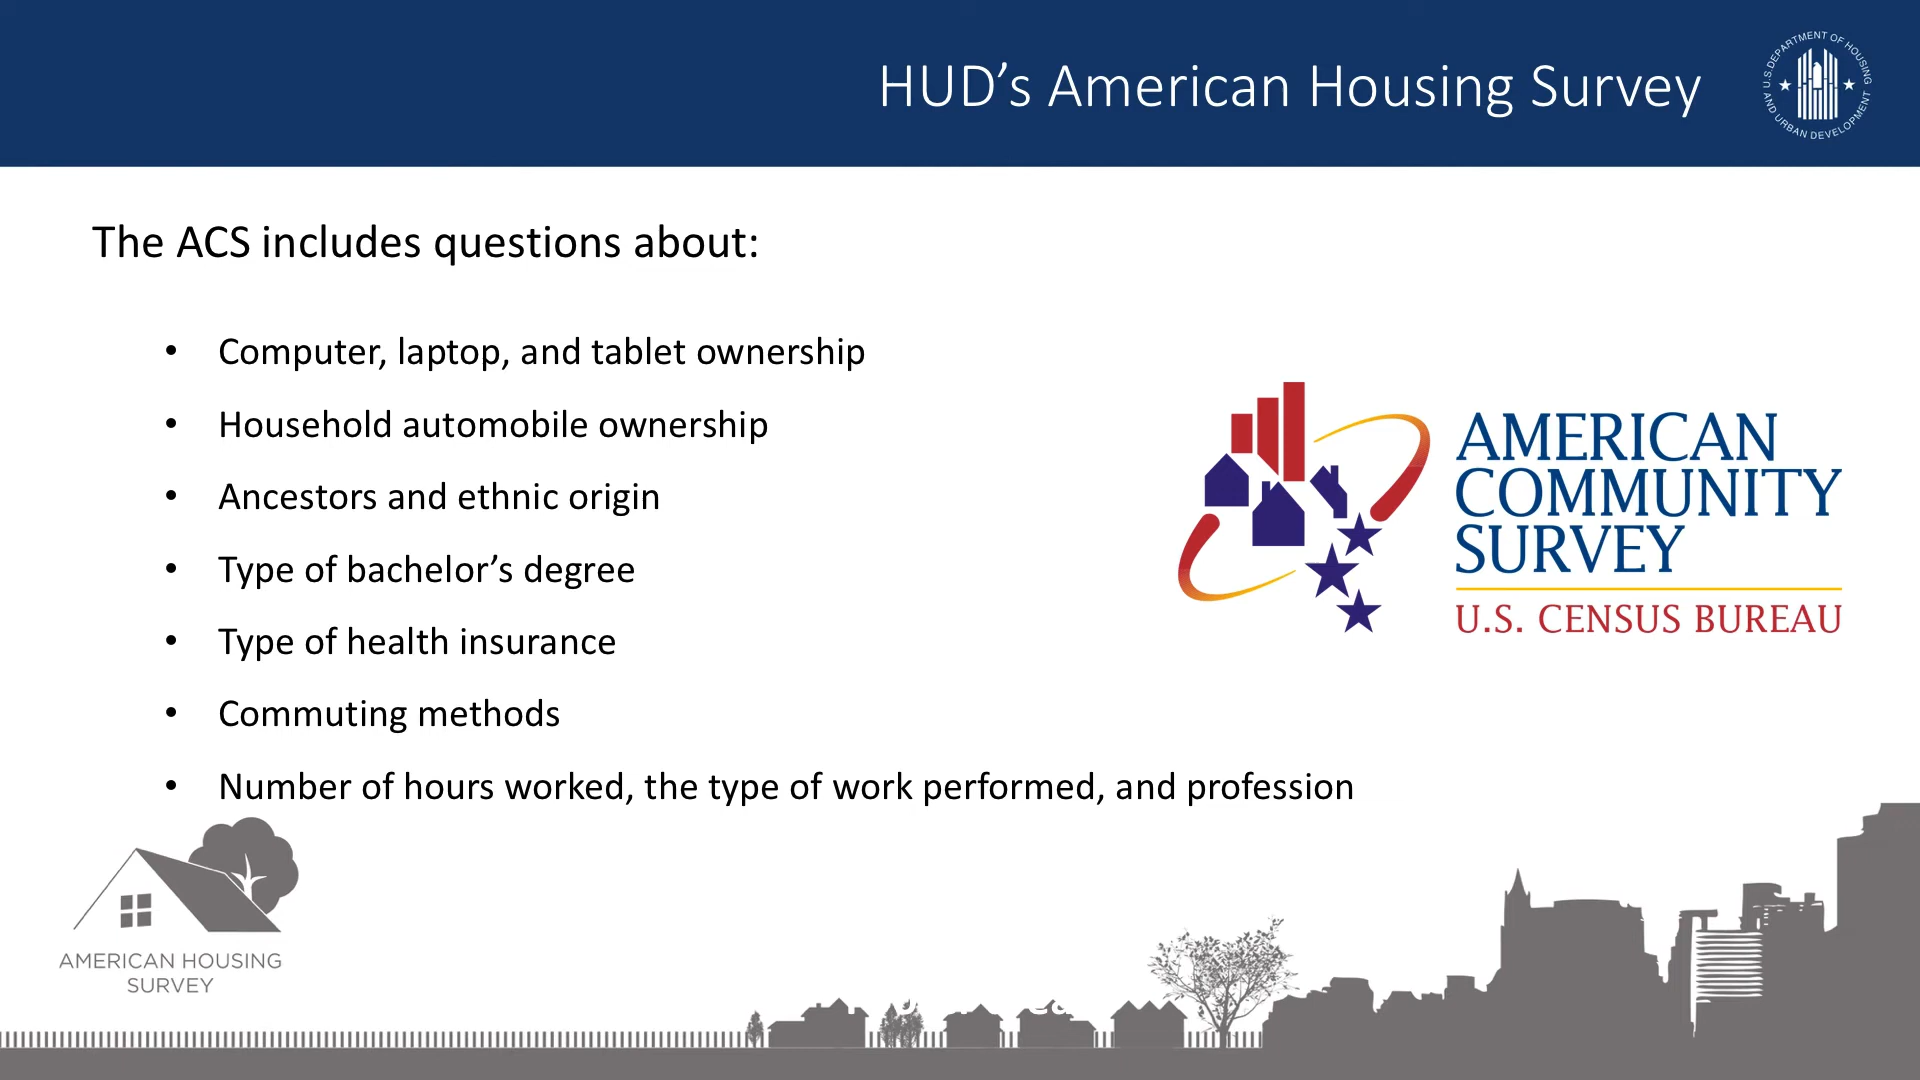 HUD’s American Housing Survey
U.S. DEPARTMENT OF HOUSING
AND URBAN DEVELOPMENT
The ACS includes questions about:
• Computer, laptop, and tablet ownership
• Household automobile ownership
• Ancestors and ethnic origin
• Type of bachelor’s degree
• Type of health insurance
• Commuting methods
• Number of hours worked, the type of work performed, and profession
AMERICAN
COMMUNITY
SURVEY
U.S. CENSUS BUREAU
AMERICAN HOUSING
SURVEY